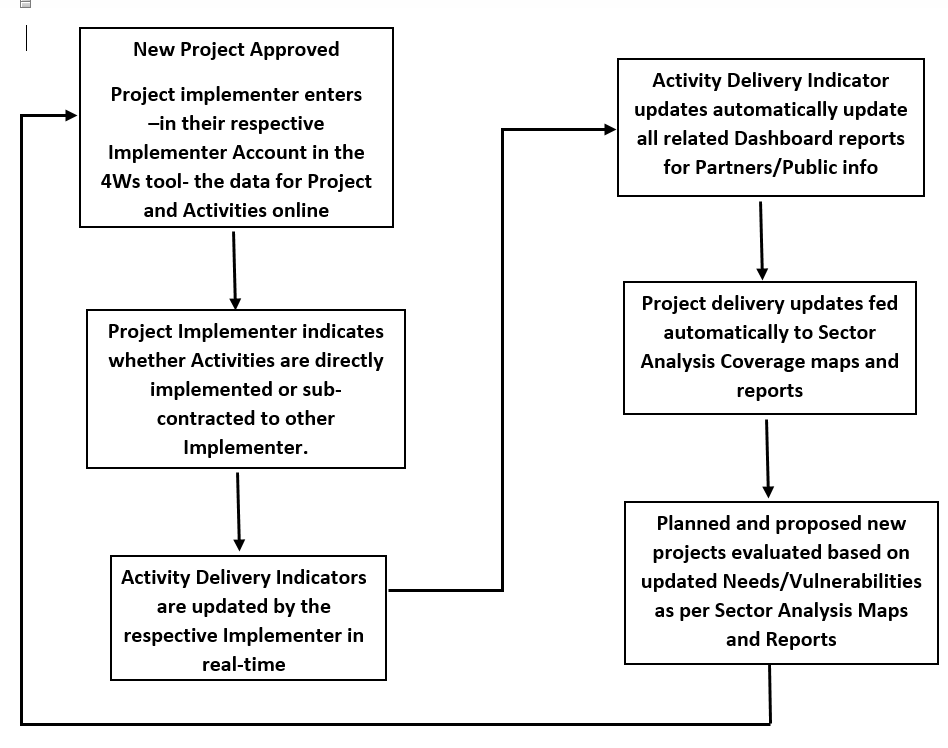 New Project Approved
Project implementer enters
–in their respective
Implementer Account in the
4Ws tool- the data for Project
and Activities online
Project Implementer indicates
whether Activities are directly
implemented or sub-
contracted to other
Implementer.
Activity Delivery Indicators
are updated by the
respective Implementer in
real-time
Activity Delivery Indicator
updates automatically update
all related Dashboard reports
for Partners/Public info
Project delivery updates fed
automatically to Sector
Analysis Coverage maps and
reports
Planned and proposed new
projects evaluated based on
updated Needs/Vulnerabilities
as per Sector Analysis Maps
and Reports